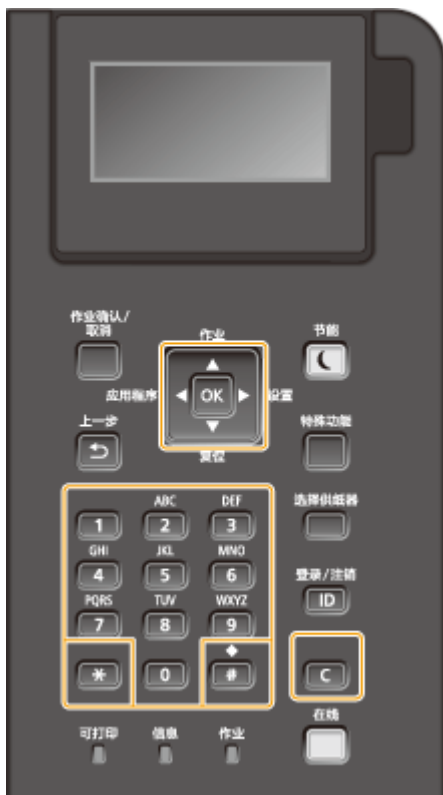 作业确认/
取消
作业
节能
应用程序
OK
设置
上一步
复位
特殊功能
ABC
DEF
选择供纸器
1
2
3
GHI
JKL
MNO
4
5
6
登录/注销
ID
PQRS
TUV
WXYZ
7
8
9
*
0
#
C
在线
可打印
信息
作业